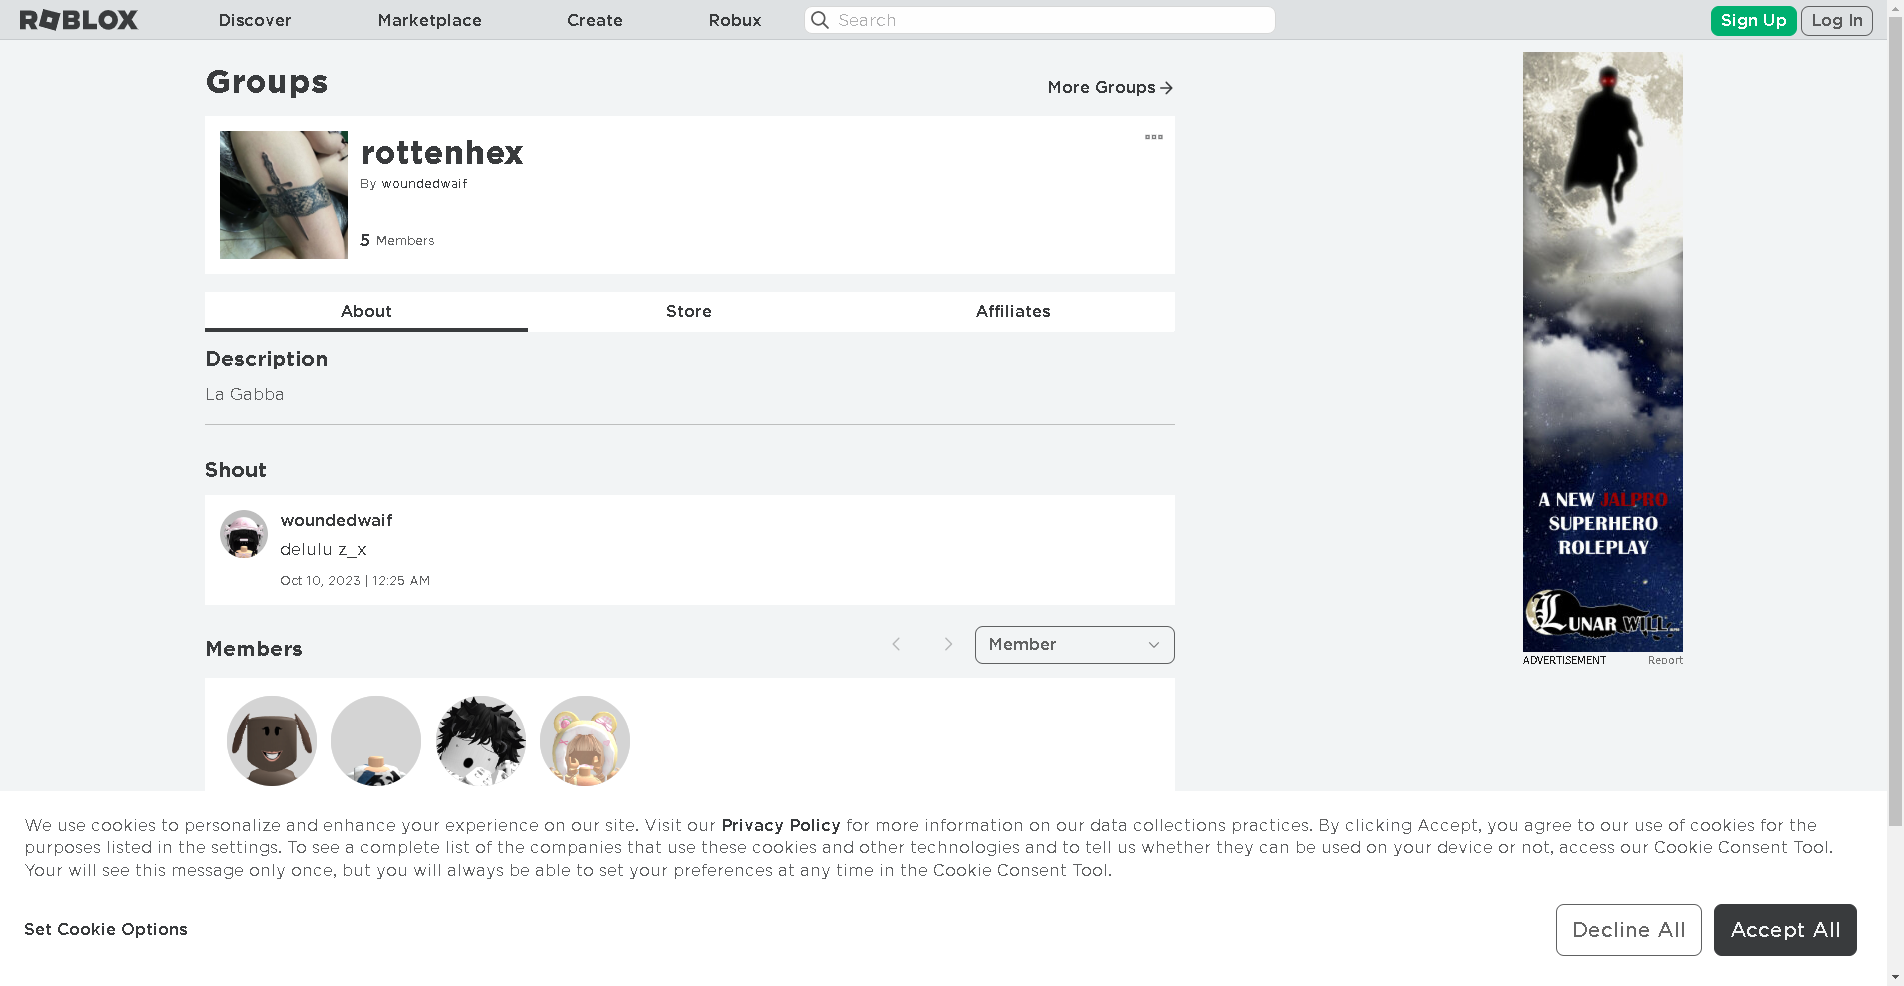 ROBLOX
Discover
Marketplace
Create
Robux
Search
Sign Up
Log In
Groups
More Groups
rottenhex
By woundedwaif
5 Members
About
Store
Affiliates
Description
La Gabba
Shout
woundedwaif
delulu z_x
Oct 10, 2023 | 12:25 AM
Members
Member
A NEW JAILPRO
SUPERHERO
ROLEPLAY
LUNAR WILL
ADVERTISEMENT
Report
We use cookies to personalize and enhance your experience on our site. Visit our Privacy Policy for more information on our data collections practices. By clicking Accept, you agree to our use of cookies for the
purposes listed in the settings. To see a complete list of the companies that use these cookies and other technologies and to tell us whether they can be used on your device or not, access our Cookie Consent Tool.
Your will see this message only once, but you will always be able to set your preferences at any time in the Cookie Consent Tool.
Set Cookie Options
Decline All
Accept All